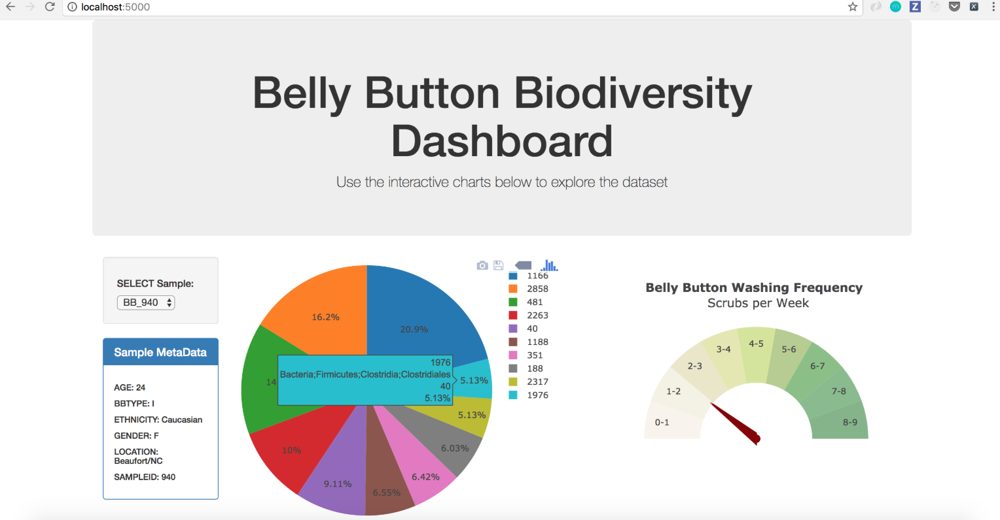 localhost:5000
Belly Button Biodiversity
Dashboard
Use the interactive charts below to explore the dataset
SELECT Sample:
BB_940
Sample MetaData
AGE: 24
BBTYPE: I
ETHNICITY: Caucasian
GENDER: F
LOCATION:
Beaufort/NC
SAMPLEID: 940
16.2%
20.9%
14
1976
Bacteria;Firmicutes;Clostridia;Clostridiales
40
5.13%
5.13%
5.13%
6.03%
6.42%
6.55%
9.11%
10%
1166
2858
481
2263
40
1188
351
188
2317
1976
Belly Button Washing Frequency
Scrubs per Week
0-1
1-2
2-3
3-4
4-5
5-6
6-7
7-8
8-9